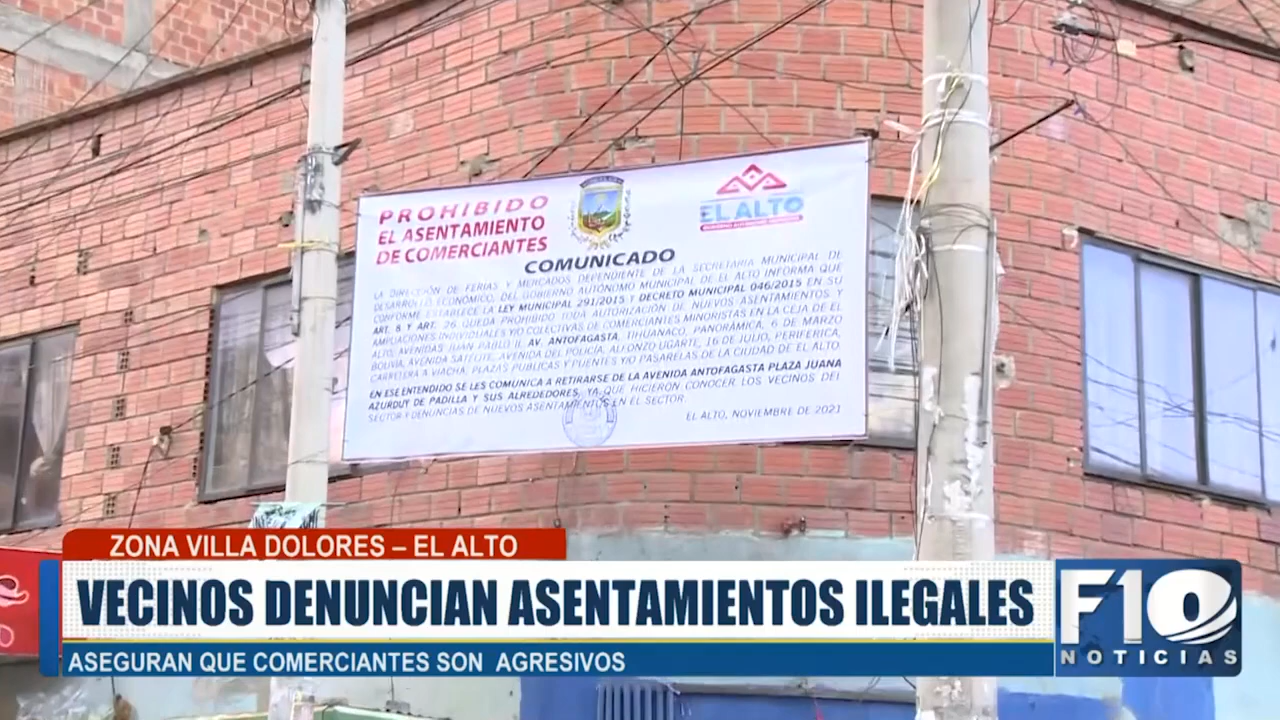 PROHIBIDO
EL ASENTAMIENTO
DE COMERCIANTES
EL ALTO
COMUNICADO
LA DIRECCIÓN DE FERIAS Y MERCADOS DEPENDIENTE DE LA SECRETARIA MUNICIPAL DE
DESARROLLO ECONÓMICO, DEL GOBIERNO AUTÓNOMO MUNICIPAL DE EL ALTO INFORMA QUE
CONFORME ESTABLECE LA LEY MUNICIPAL 291/2015 Y DECRETO MUNICIPAL 046/2015 EN SU
ART. 8 Y ART. 26 QUEDA PROHIBIDO TODA AUTORIZACIÓN DE NUEVOS ASENTAMIENTOS Y
AMPLIACIONES INDIVIDUALES Y/O COLECTIVAS DE COMERCIANTES MINORISTAS EN LA CEJA DE EL
ALTO, AVENIDAS JUAN PABLO II, AV. ANTOFAGASTA, TIHUANACO, PANORÁMICA, 6 DE MARZO
BOLIVIA, AVENIDA SATÉLITE, AVENIDA DEL POLICÍA, ALFONZO UGARTE, 16 DE JULIO, PERIFERICA,
CARRETERA A VIACHA, PLAZAS PUBLICAS Y PUENTES Y/O PASARELAS DE LA CIUDAD DE EL ALTO.
EN ESE ENTENDIDO SE LES COMUNICA A RETIRARSE DE LA AVENIDA ANTOFAGASTA PLAZA JUANA
AZURDUY DE PADILLA Y SUS ALREDEDORES, YA QUE HICIERON CONOCER LOS VECINOS DEL
SECTOR Y DENUNCIAS DE NUEVOS ASENTAMIENTOS EN EL SECTOR.
EL ALTO, NOVIEMBRE DE 2021
ZONA VILLA DOLORES – EL ALTO
VECINOS DENUNCIAN ASENTAMIENTOS ILEGALES
ASEGURAN QUE COMERCIANTES SON AGRESIVOS
F10
NOTICIAS